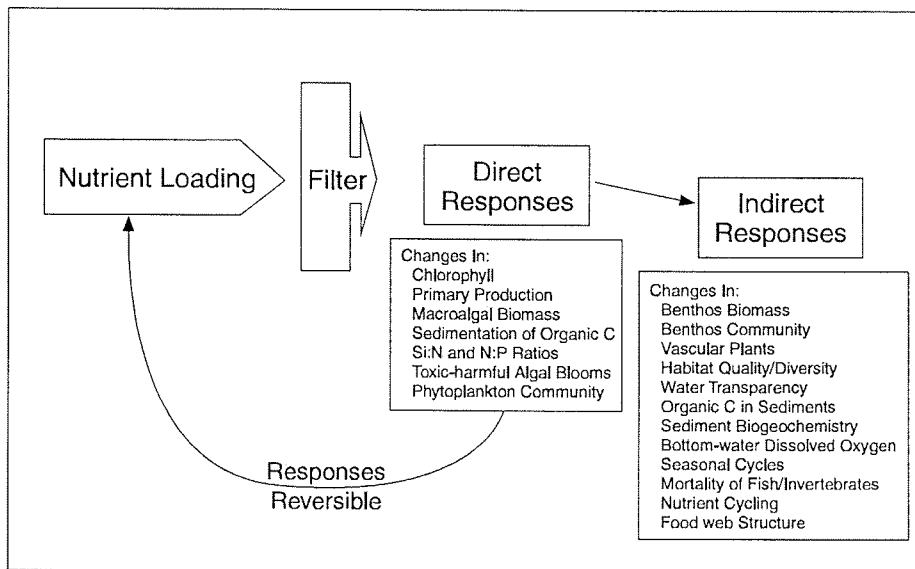 Nutrient Loading
Filter
Direct
Responses
Indirect
Responses
Changes In:
Chlorophyll
Primary Production
Macroalgal Biomass
Sedimentation of Organic C
Si:N and N:P Ratios
Toxic-harmful Algal Blooms
Phytoplankton Community
Changes In:
Benthos Biomass
Benthos Community
Vascular Plants
Habitat Quality/Diversity
Water Transparency
Organic C in Sediments
Sediment Biogeochemistry
Bottom-water Dissolved Oxygen
Seasonal Cycles
Mortality of Fish/Invertebrates
Nutrient Cycling
Food web Structure
Responses
Reversible